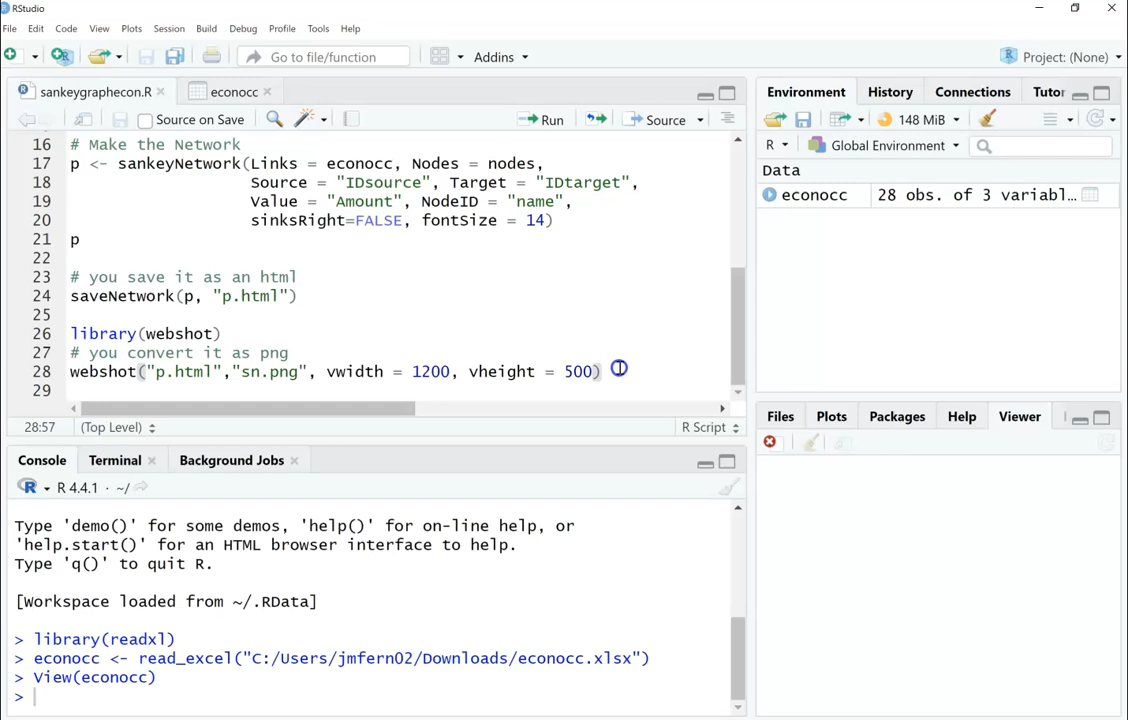 RStudio
File Edit Code View Plots Session Build Debug Profile Tools Help
Go to file/function Addins Project: (None)
sankeygraphecon.R econocc
Source on Save Run Source
16 # Make the Network
17 p <- sankeyNetwork(Links = econocc, Nodes = nodes,
18 Source = "IDsource", Target = "IDtarget",
19 Value = "Amount", NodeID = "name",
20 sinksRight=FALSE, fontSize = 14)
21 p
22
23 # you save it as an html
24 saveNetwork(p, "p.html")
25
26 library(webshot)
27 # you convert it as png
28 webshot("p.html","sn.png", vwidth = 1200, vheight = 500)
29
28:57 (Top Level) R Script
Console Terminal Background Jobs
R 4.4.1 · ~/
Type 'demo()' for some demos, 'help()' for on-line help, or
'help.start()' for an HTML browser interface to help.
Type 'q()' to quit R.
[Workspace loaded from ~/.RData]
> library(readxl)
> econocc <- read_excel("C:/Users/jmfern02/Downloads/econocc.xlsx")
> View(econocc)
>
Environment History Connections Tutor
148 MiB
R Global Environment
Data
econocc 28 obs. of 3 variabl…
Files Plots Packages Help Viewer